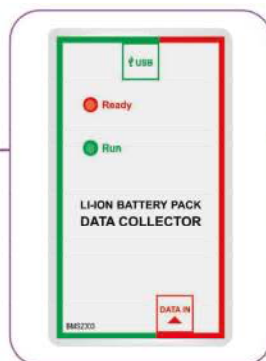 USB
Ready
Run
LI-ION BATTERY PACK
DATA COLLECTOR
DATA IN
BMS2303